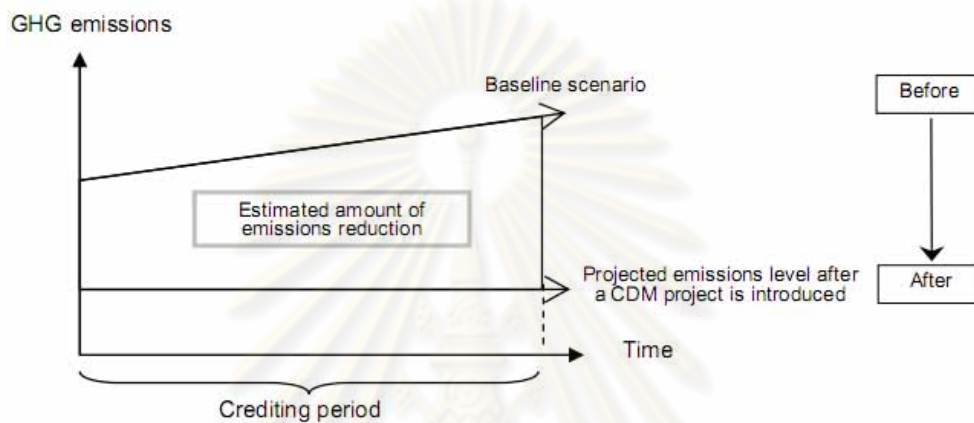 GHG emissions
Baseline scenario
Before
Estimated amount of
emissions reduction
Projected emissions level after
a CDM project is introduced
After
Time
Crediting period